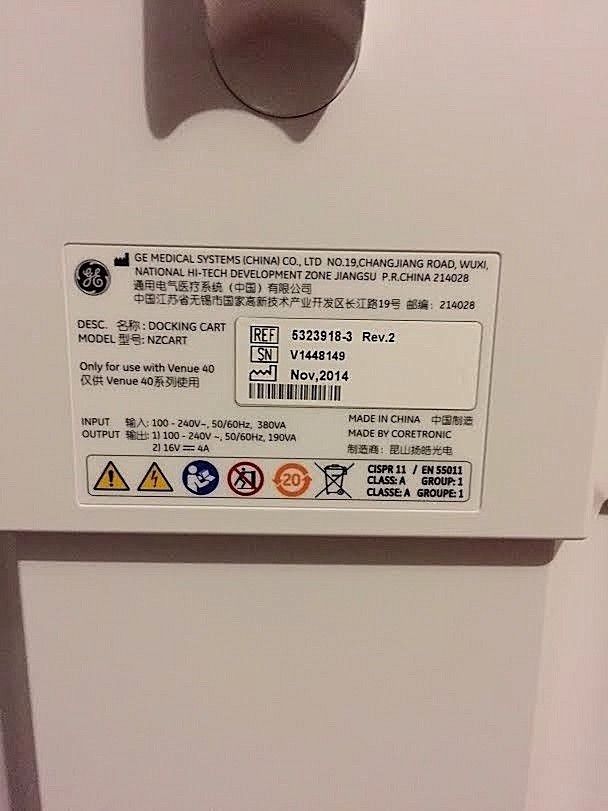 GE MEDICAL SYSTEMS (CHINA) CO., LTD NO.19,CHANGJIANG ROAD, WUXI,
NATIONAL HI-TECH DEVELOPMENT ZONE JIANGSU P.R.CHINA 214028
通用电气医疗系统（中国）有限公司
中国江苏省无锡市国家高新技术产业开发区长江路19号 邮编: 214028
DESC. 名称: DOCKING CART
MODEL 型号: NZCART
Only for use with Venue 40
仅供 Venue 40系列使用
REF 5323918-3 Rev.2
SN V1448149
Nov,2014
INPUT 输入: 100 - 240V~, 50/60Hz, 380VA
OUTPUT 输出: 1) 100 - 240V ~, 50/60Hz, 190VA
2) 16V ⎓ 4A
MADE IN CHINA 中国制造
MADE BY CORETRONIC
制造商: 昆山扬皓光电
20
CISPR 11 / EN 55011
CLASS: A GROUP: 1
CLASSE: A GROUPE: 1